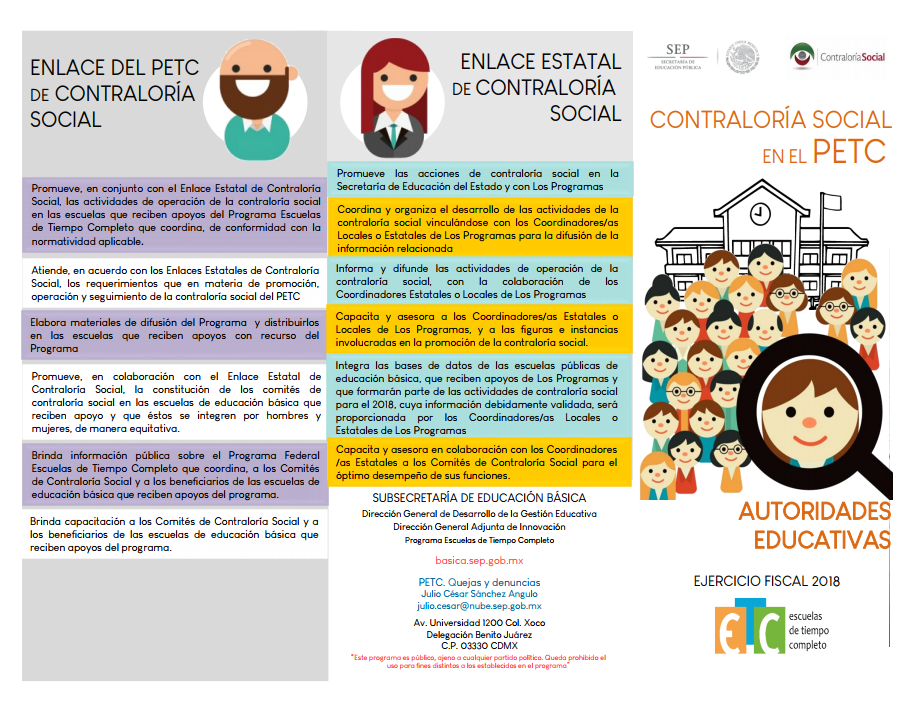 ENLACE DEL PETC
DE CONTRALORÍA
SOCIAL
Promueve, en conjunto con el Enlace Estatal de Contraloría
Social, las actividades de operación de la contraloría social
en las escuelas que reciben apoyos del Programa Escuelas
de Tiempo Completo que coordina, de conformidad con la
normatividad aplicable.
Atiende, en acuerdo con los Enlaces Estatales de Contraloría
Social, los requerimientos que en materia de promoción,
operación y seguimiento de la contraloría social del PETC
Elabora materiales de difusión del Programa y distribuirlos
en las escuelas que reciben apoyos con recurso del
Programa
Promueve, en colaboración con el Enlace Estatal de
Contraloría Social, la constitución de los comités de
contraloría social en las escuelas de educación básica que
reciben apoyo y que éstos se integren por hombres y
mujeres, de manera equitativa.
Brinda información pública sobre el Programa Federal
Escuelas de Tiempo Completo que coordina, a los Comités
de Contraloría Social y a los beneficiarios de las escuelas de
educación básica que reciben apoyos del programa.
Brinda capacitación a los Comités de Contraloría Social y a
los beneficiarios de las escuelas de educación básica que
reciben apoyos del programa.
ENLACE ESTATAL
DE CONTRALORÍA
SOCIAL
Promueve las acciones de contraloría social en la
Secretaría de Educación del Estado y con Los Programas
Coordina y organiza el desarrollo de las actividades de la
contraloría social vinculándose con los Coordinadores/as
Locales o Estatales de Los Programas para la difusión de la
información relacionada
Informa y difunde las actividades de operación de la
contraloría social, con la colaboración de los
Coordinadores Estatales o Locales de Los Programas
Capacita y asesora a los Coordinadores/as Estatales o
Locales de Los Programas, y a las figuras e instancias
involucradas en la promoción de la contraloría social.
Integra las bases de datos de las escuelas públicas de
educación básica, que reciben apoyos de Los Programas y
que formarán parte de las actividades de contraloría social
para el 2018, cuya información debidamente validada, será
proporcionada por los Coordinadores/as Locales o
Estatales de Los Programas
Capacita y asesora en colaboración con los Coordinadores
/as Estatales a los Comités de Contraloría Social para el
óptimo desempeño de sus funciones.
SUBSECRETARÍA DE EDUCACIÓN BÁSICA
Dirección General de Desarrollo de la Gestión Educativa
Dirección General Adjunta de Innovación
Programa Escuelas de Tiempo Completo
basica.sep.gob.mx
PETC. Quejas y denuncias
Julio César Sánchez Angulo
julio.cesar@nube.sep.gob.mx
Av. Universidad 1200 Col. Xoco
Delegación Benito Juárez
C.P. 03330 CDMX
"Este programa es público, ajeno a cualquier partido político. Queda prohibido el
uso para fines distintos a los establecidos en el programa"
SEP
SECRETARÍA DE
EDUCACIÓN PÚBLICA
ContraloríaSocial
CONTRALORÍA SOCIAL
EN EL PETC
AUTORIDADES
EDUCATIVAS
EJERCICIO FISCAL 2018
ETC
escuelas
de tiempo
completo